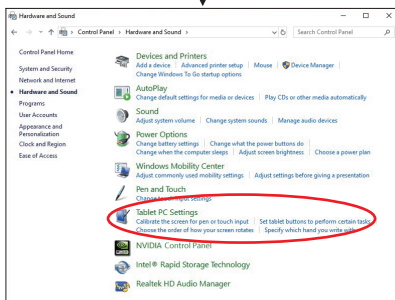 Hardware and Sound
Control Panel > Hardware and Sound >
Search Control Panel
Control Panel Home
System and Security
Network and Internet
Hardware and Sound
Programs
User Accounts
Appearance and
Personalization
Clock and Region
Ease of Access
Devices and Printers
Add a device | Advanced printer setup | Mouse | Device Manager |
Change Windows To Go startup options
AutoPlay
Change default settings for media or devices | Play CDs or other media automatically
Sound
Adjust system volume | Change system sounds | Manage audio devices
Power Options
Change battery settings | Change what the power buttons do |
Change when the computer sleeps | Adjust screen brightness | Choose a power plan
Windows Mobility Center
Adjust commonly used mobility settings | Adjust settings before giving a presentation
Pen and Touch
Change touch input settings
Tablet PC Settings
Calibrate the screen for pen or touch input | Set tablet buttons to perform certain tasks
Choose the order of how your screen rotates | Specify which hand you write with
NVIDIA Control Panel
Intel® Rapid Storage Technology
Realtek HD Audio Manager